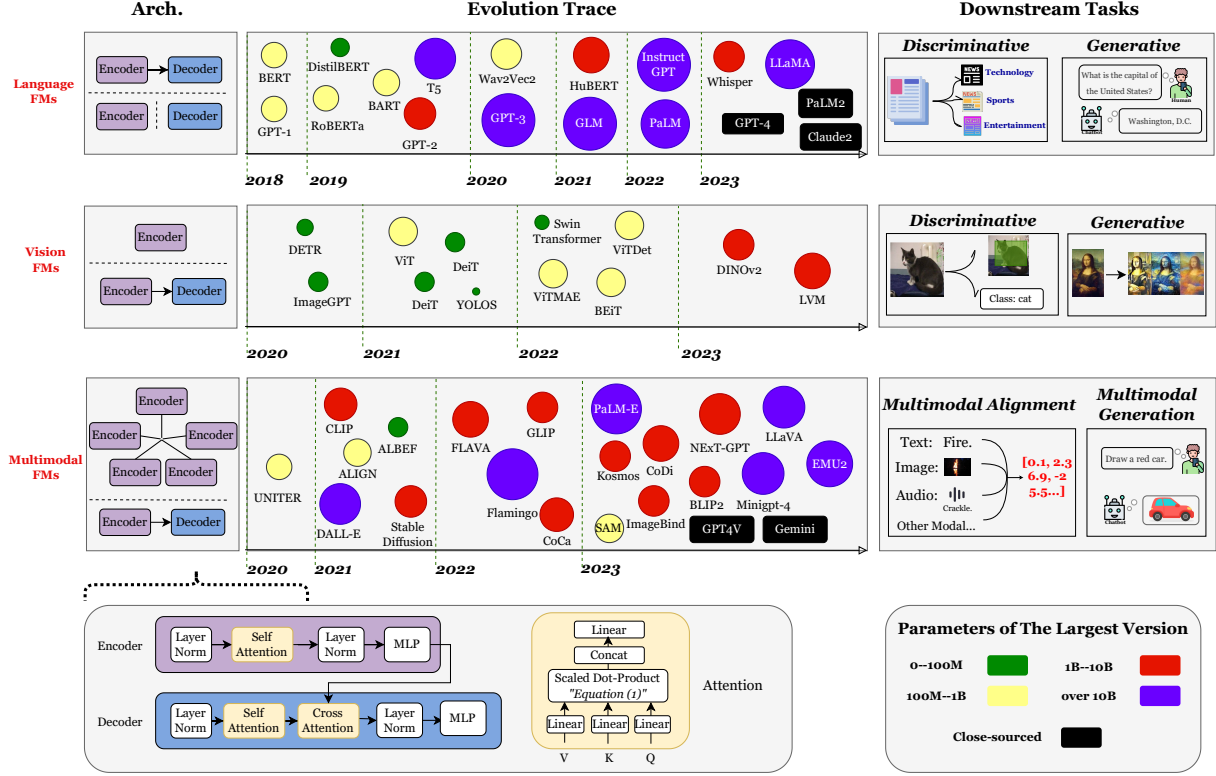 Arch.
Evolution Trace
Downstream Tasks
Language
FMs
Encoder
Decoder
Encoder
Decoder
BERT
GPT-1
DistilBERT
RoBERTa
BART
T5
GPT-2
Wav2Vec2
GPT-3
HuBERT
GLM
Instruct
GPT
PaLM
Whisper
GPT-4
LLaMA
PaLM2
Claude2
2018
2019
2020
2021
2022
2023
Discriminative
Technology
NEWS
Sports
Entertainment
Generative
What is the capital of
the United States?
Human
Washington, D.C.
Chatbot
Vision
FMs
Encoder
Encoder
Decoder
DETR
ImageGPT
ViT
DeiT
DeiT
YOLOS
Swin
Transformer
ViTDet
ViTMAE
BEiT
DINOv2
LVM
2020
2021
2022
2023
Discriminative
Class: cat
Generative
Multimodal
FMs
Encoder
Encoder
Encoder
Encoder
Encoder
Encoder
Decoder
UNITER
CLIP
ALBEF
ALIGN
DALL-E
Stable
Diffusion
FLAVA
GLIP
Flamingo
CoCa
PaLM-E
Kosmos
CoDi
NExT-GPT
LLaVA
EMU2
SAM
ImageBind
BLIP2
Minigpt-4
GPT4V
Gemini
2020
2021
2022
2023
Multimodal Alignment
Text: Fire.
Image:
Audio:
Crackle.
Other Modal...
[0.1, 2.3
6.9, -2
5.5...]
Multimodal
Generation
Draw a red car.
Human
Chatbot
Encoder
Layer
Norm
Self
Attention
Layer
Norm
MLP
Decoder
Layer
Norm
Self
Attention
Cross
Attention
Layer
Norm
MLP
Linear
Concat
Scaled Dot-Product
"Equation (1)"
Linear
Linear
Linear
V
K
Q
Attention
Parameters of The Largest Version
0--100M
1B--10B
100M--1B
over 10B
Close-sourced